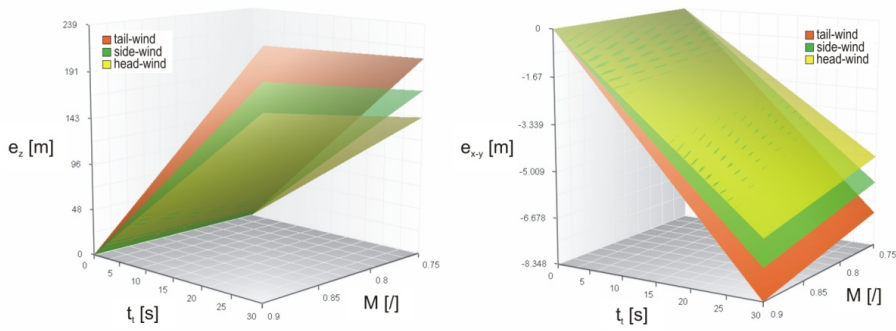 239
191
143
96
48
0
tail-wind
side-wind
head-wind
e_z [m]
0
5
10
15
20
25
30
0.9
0.85
0.8
0.75
t_t [s]
M [/]
0
-1.67
-3.339
-5.009
-6.678
-8.348
tail-wind
side-wind
head-wind
e_x-y [m]
0
5
10
15
20
25
30
0.9
0.85
0.8
0.75
t_t [s]
M [/]